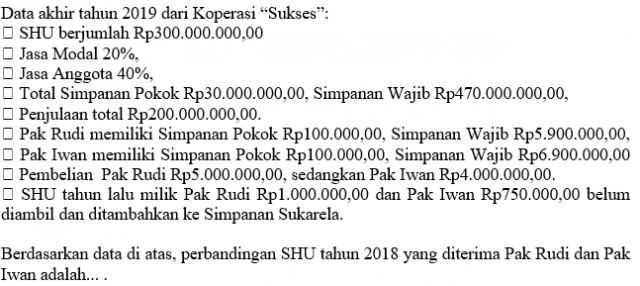 Data akhir tahun 2019 dari Koperasi “Sukses”:
□ SHU berjumlah Rp300.000.000,00
□ Jasa Modal 20%,
□ Jasa Anggota 40%,
□ Total Simpanan Pokok Rp30.000.000,00, Simpanan Wajib Rp470.000.000,00,
□ Penjulaan total Rp200.000.000,00.
□ Pak Rudi memiliki Simpanan Pokok Rp100.000,00, Simpanan Wajib Rp5.900.000,00,
□ Pak Iwan memiliki Simpanan Pokok Rp100.000,00, Simpanan Wajib Rp6.900.000,00
□ Pembelian Pak Rudi Rp5.000.000,00, sedangkan Pak Iwan Rp4.000.000,00.
□ SHU tahun lalu milik Pak Rudi Rp1.000.000,00 dan Pak Iwan Rp750.000,00 belum
diambil dan ditambahkan ke Simpanan Sukarela.
Berdasarkan data di atas, perbandingan SHU tahun 2018 yang diterima Pak Rudi dan Pak
Iwan adalah... .